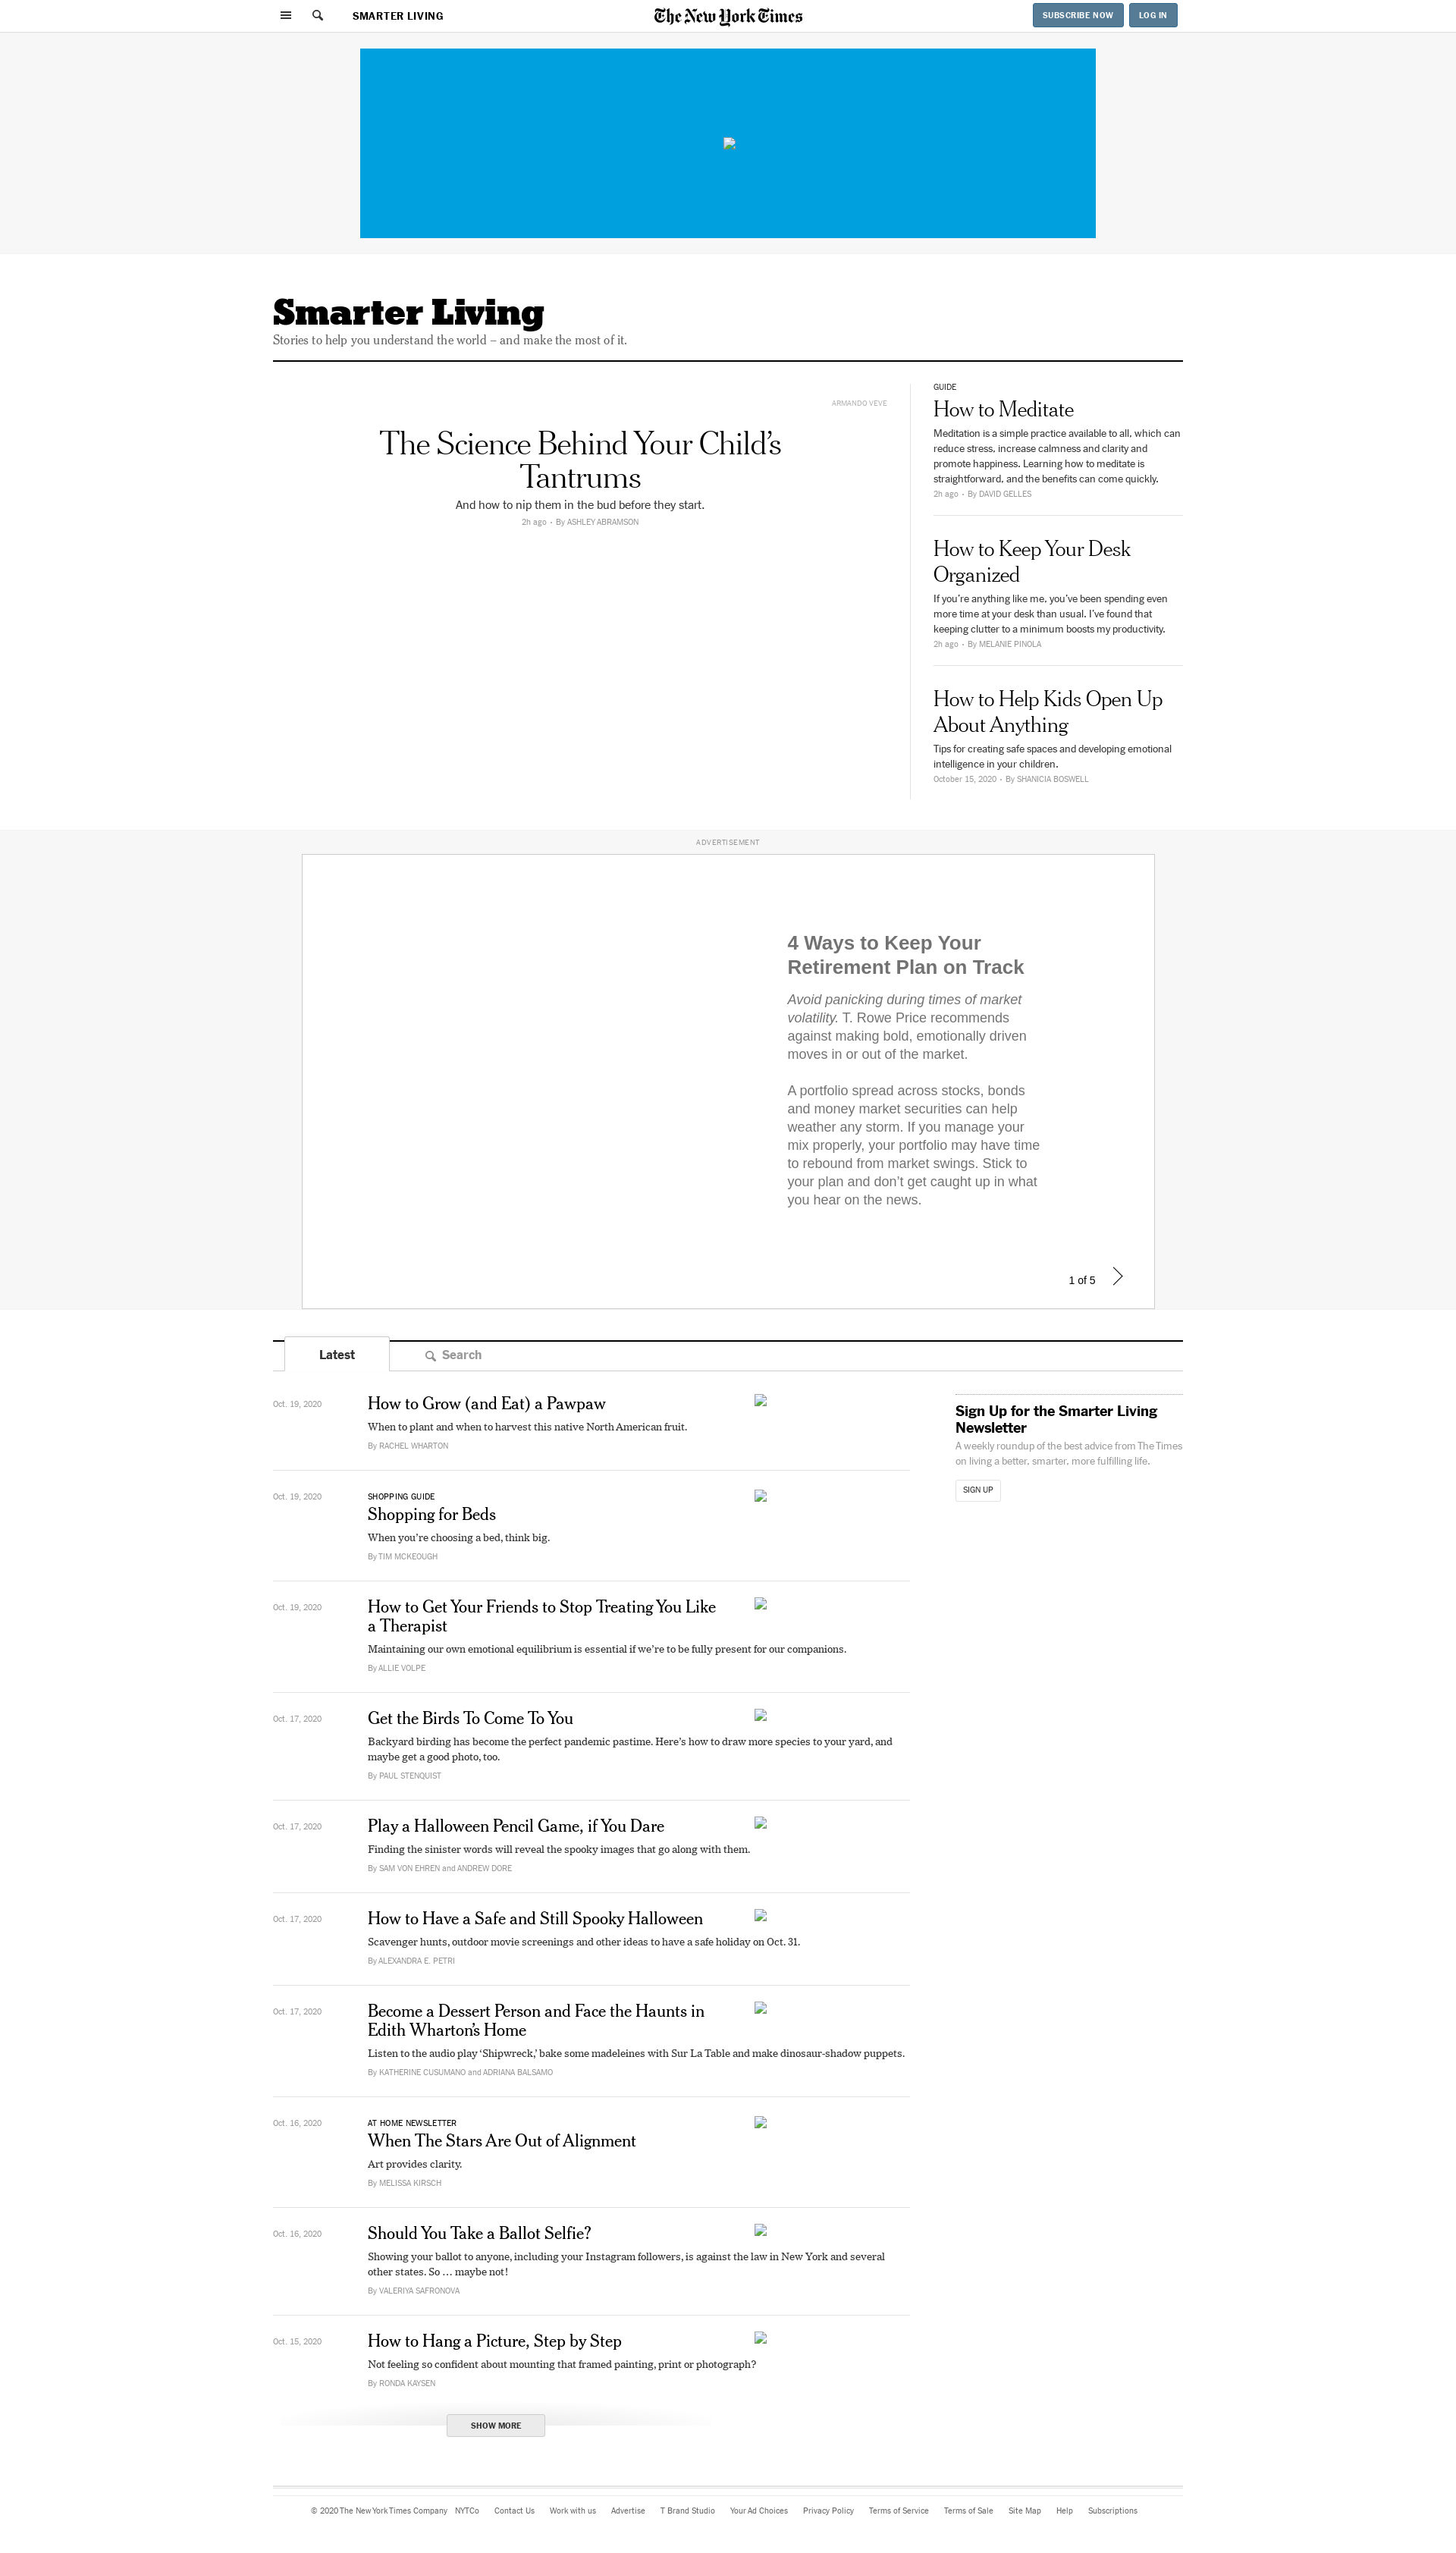 SMARTER LIVING
The New York Times
SUBSCRIBE NOW
LOG IN
Smarter Living
Stories to help you understand the world – and make the most of it.
ARMANDO VEVE
The Science Behind Your Child’s
Tantrums
And how to nip them in the bud before they start.
2h ago • By ASHLEY ABRAMSON
GUIDE
How to Meditate
Meditation is a simple practice available to all, which can
reduce stress, increase calmness and clarity and
promote happiness. Learning how to meditate is
straightforward, and the benefits can come quickly.
2h ago • By DAVID GELLES
How to Keep Your Desk
Organized
If you’re anything like me, you’ve been spending even
more time at your desk than usual. I’ve found that
keeping clutter to a minimum boosts my productivity.
2h ago • By MELANIE PINOLA
How to Help Kids Open Up
About Anything
Tips for creating safe spaces and developing emotional
intelligence in your children.
October 15, 2020 • By SHANICIA BOSWELL
ADVERTISEMENT
4 Ways to Keep Your
Retirement Plan on Track
Avoid panicking during times of market
volatility. T. Rowe Price recommends
against making bold, emotionally driven
moves in or out of the market.
A portfolio spread across stocks, bonds
and money market securities can help
weather any storm. If you manage your
mix properly, your portfolio may have time
to rebound from market swings. Stick to
your plan and don’t get caught up in what
you hear on the news.
1 of 5
Latest
Search
Oct. 19, 2020
How to Grow (and Eat) a Pawpaw
When to plant and when to harvest this native North American fruit.
By RACHEL WHARTON
Oct. 19, 2020
SHOPPING GUIDE
Shopping for Beds
When you’re choosing a bed, think big.
By TIM MCKEOUGH
Oct. 19, 2020
How to Get Your Friends to Stop Treating You Like
a Therapist
Maintaining our own emotional equilibrium is essential if we’re to be fully present for our companions.
By ALLIE VOLPE
Oct. 17, 2020
Get the Birds To Come To You
Backyard birding has become the perfect pandemic pastime. Here’s how to draw more species to your yard, and
maybe get a good photo, too.
By PAUL STENQUIST
Oct. 17, 2020
Play a Halloween Pencil Game, if You Dare
Finding the sinister words will reveal the spooky images that go along with them.
By SAM VON EHREN and ANDREW DORE
Oct. 17, 2020
How to Have a Safe and Still Spooky Halloween
Scavenger hunts, outdoor movie screenings and other ideas to have a safe holiday on Oct. 31.
By ALEXANDRA E. PETRI
Oct. 17, 2020
Become a Dessert Person and Face the Haunts in
Edith Wharton’s Home
Listen to the audio play ‘Shipwreck,’ bake some madeleines with Sur La Table and make dinosaur-shadow puppets.
By KATHERINE CUSUMANO and ADRIANA BALSAMO
Oct. 16, 2020
AT HOME NEWSLETTER
When The Stars Are Out of Alignment
Art provides clarity.
By MELISSA KIRSCH
Oct. 16, 2020
Should You Take a Ballot Selfie?
Showing your ballot to anyone, including your Instagram followers, is against the law in New York and several
other states. So … maybe not!
By VALERIYA SAFRONOVA
Oct. 15, 2020
How to Hang a Picture, Step by Step
Not feeling so confident about mounting that framed painting, print or photograph?
By RONDA KAYSEN
SHOW MORE
Sign Up for the Smarter Living
Newsletter
A weekly roundup of the best advice from The Times
on living a better, smarter, more fulfilling life.
SIGN UP
© 2020 The New York Times Company NYTCo Contact Us Work with us Advertise T Brand Studio Your Ad Choices Privacy Policy Terms of Service Terms of Sale Site Map Help Subscriptions